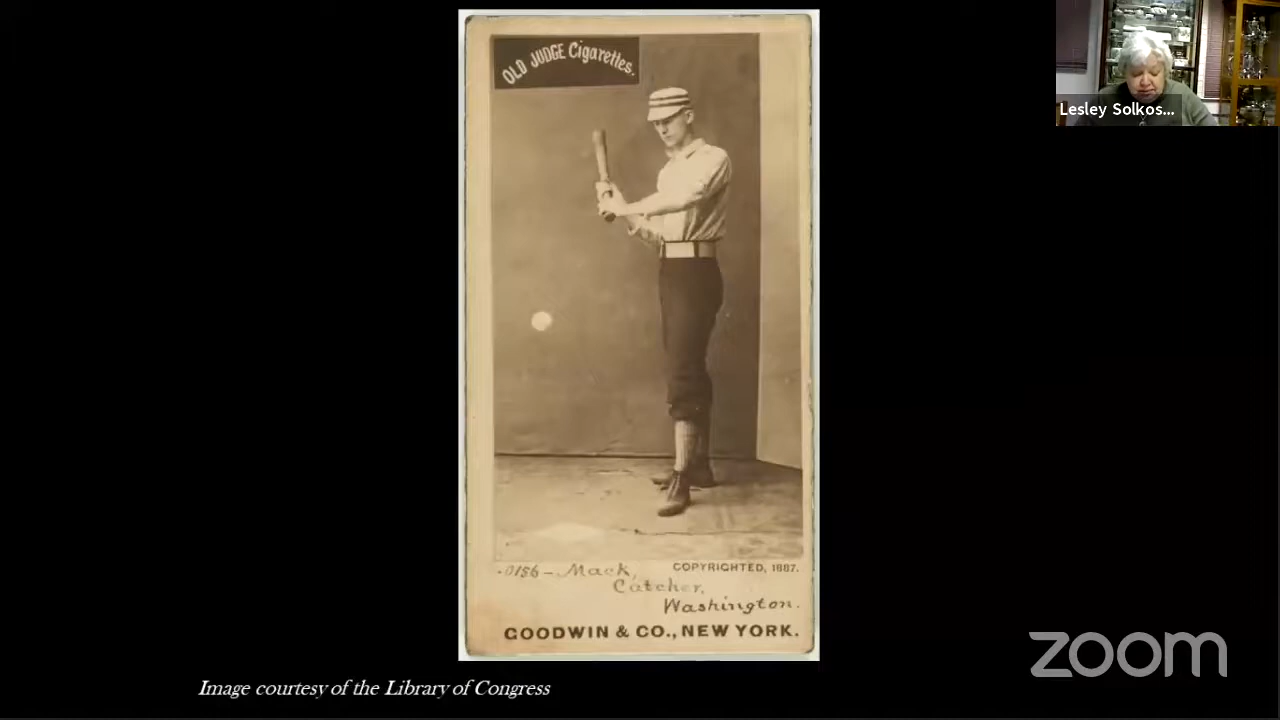 OLD JUDGE Cigarettes.
Lesley Solkos...
.0156 - Mack,
COPYRIGHTED, 1887.
Catcher,
Washington.
GOODWIN & CO., NEW YORK.
zoom
Image courtesy of the Library of Congress